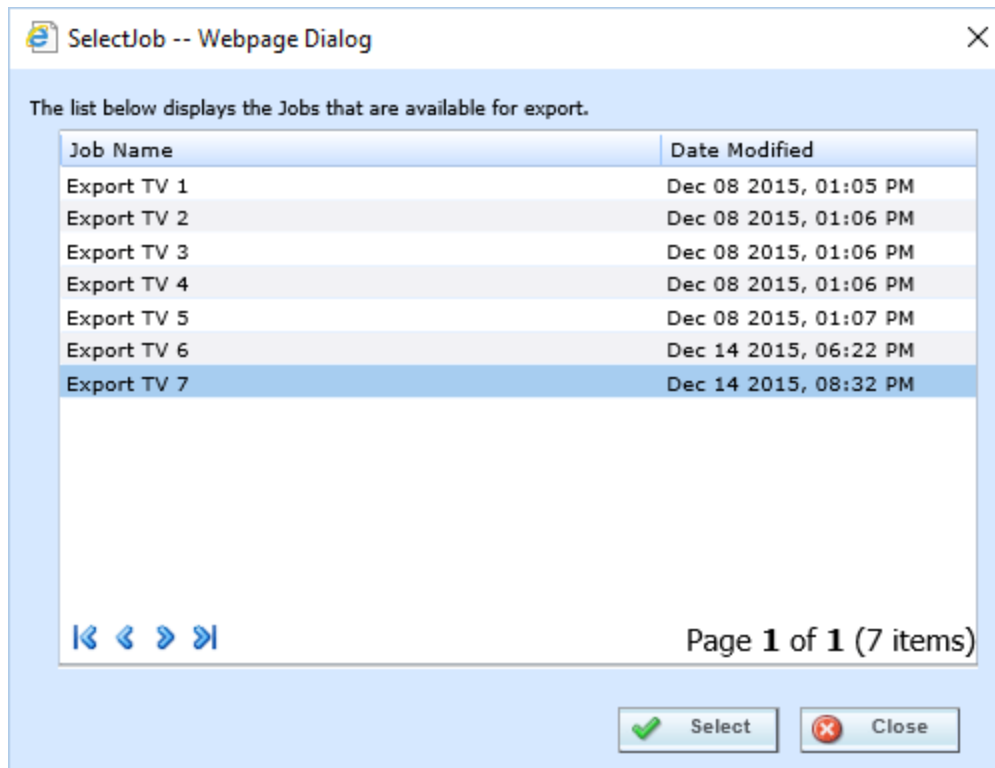 SelectJob -- Webpage Dialog
The list below displays the Jobs that are available for export.
Job Name Date Modified
Export TV 1 Dec 08 2015, 01:05 PM
Export TV 2 Dec 08 2015, 01:06 PM
Export TV 3 Dec 08 2015, 01:06 PM
Export TV 4 Dec 08 2015, 01:06 PM
Export TV 5 Dec 08 2015, 01:07 PM
Export TV 6 Dec 14 2015, 06:22 PM
Export TV 7 Dec 14 2015, 08:32 PM
Page 1 of 1 (7 items)
Select Close